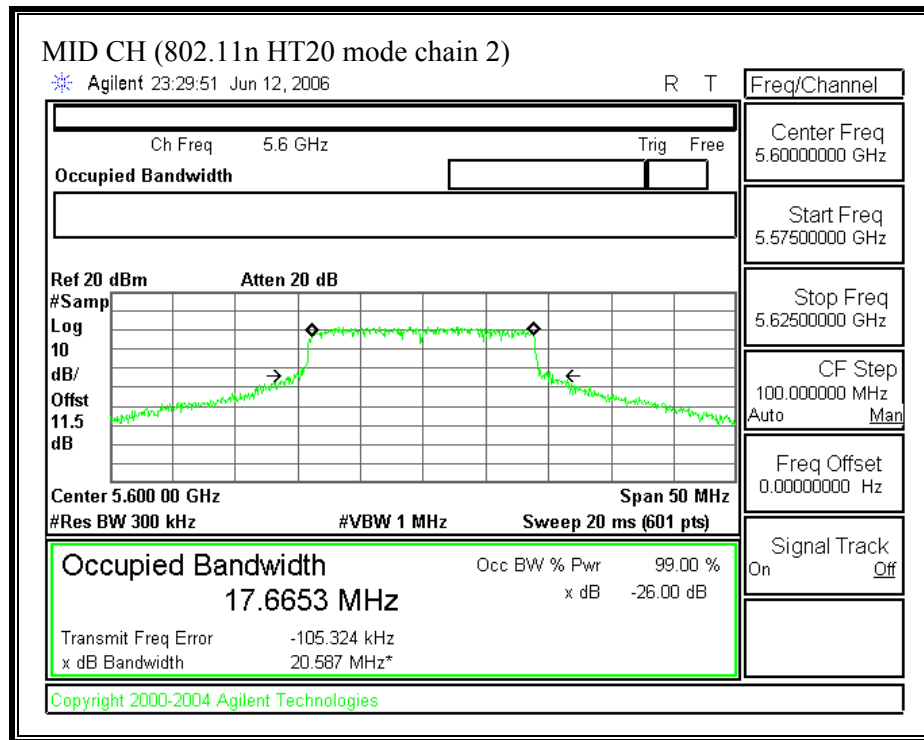 MID CH (802.11n HT20 mode chain 2)
Agilent 23:29:51 Jun 12, 2006 R T
Freq/Channel
Ch Freq 5.6 GHz Trig Free
Occupied Bandwidth
Center Freq
5.60000000 GHz
Start Freq
5.57500000 GHz
Stop Freq
5.62500000 GHz
CF Step
100.000000 MHz
Auto Man
Freq Offset
0.00000000 Hz
Signal Track
On Off
Ref 20 dBm Atten 20 dB
#Samp
Log
10
dB/
Offst
11.5
dB
Center 5.600 00 GHz Span 50 MHz
#Res BW 300 kHz #VBW 1 MHz Sweep 20 ms (601 pts)
Occupied Bandwidth Occ BW % Pwr 99.00 %
17.6653 MHz x dB -26.00 dB
Transmit Freq Error -105.324 kHz
x dB Bandwidth 20.587 MHz*
Copyright 2000-2004 Agilent Technologies